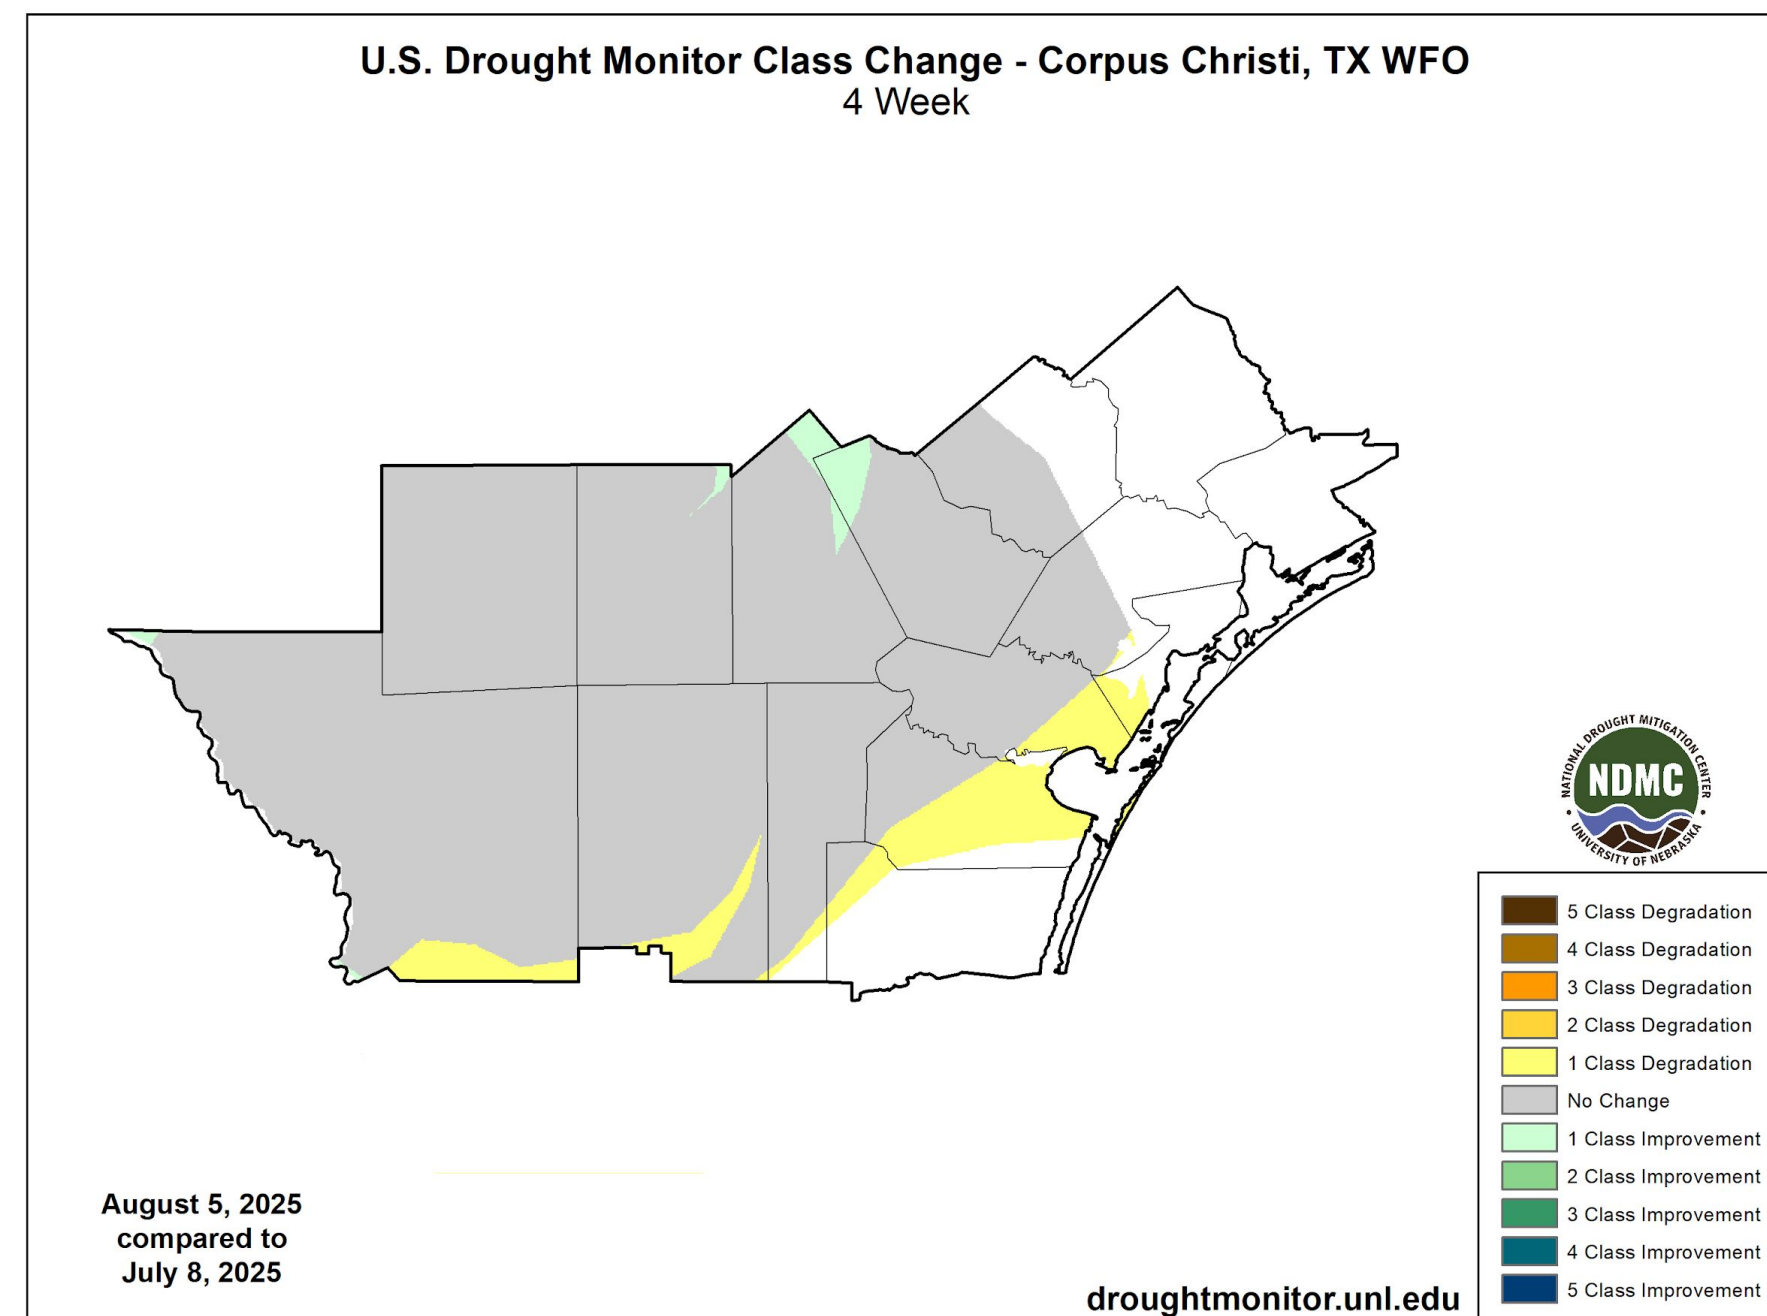 U.S. Drought Monitor Class Change - Corpus Christi, TX WFO
4 Week
NATIONAL DROUGHT MITIGATION CENTER
NDMC
UNIVERSITY OF NEBRASKA
5 Class Degradation
4 Class Degradation
3 Class Degradation
2 Class Degradation
1 Class Degradation
No Change
1 Class Improvement
2 Class Improvement
3 Class Improvement
4 Class Improvement
5 Class Improvement
August 5, 2025
compared to
July 8, 2025
droughtmonitor.unl.edu